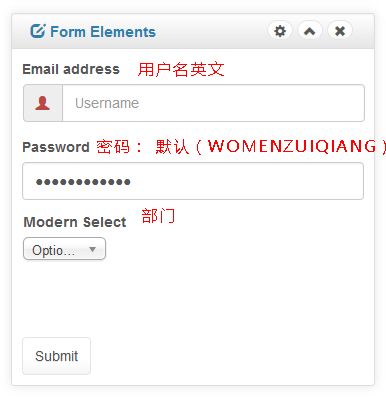 Form Elements
Email address 用户名英文
Username
Password 密码： 默认（WOMENZUIQIANG）
••••••••••••
Modern Select 部门
Optio...
Submit